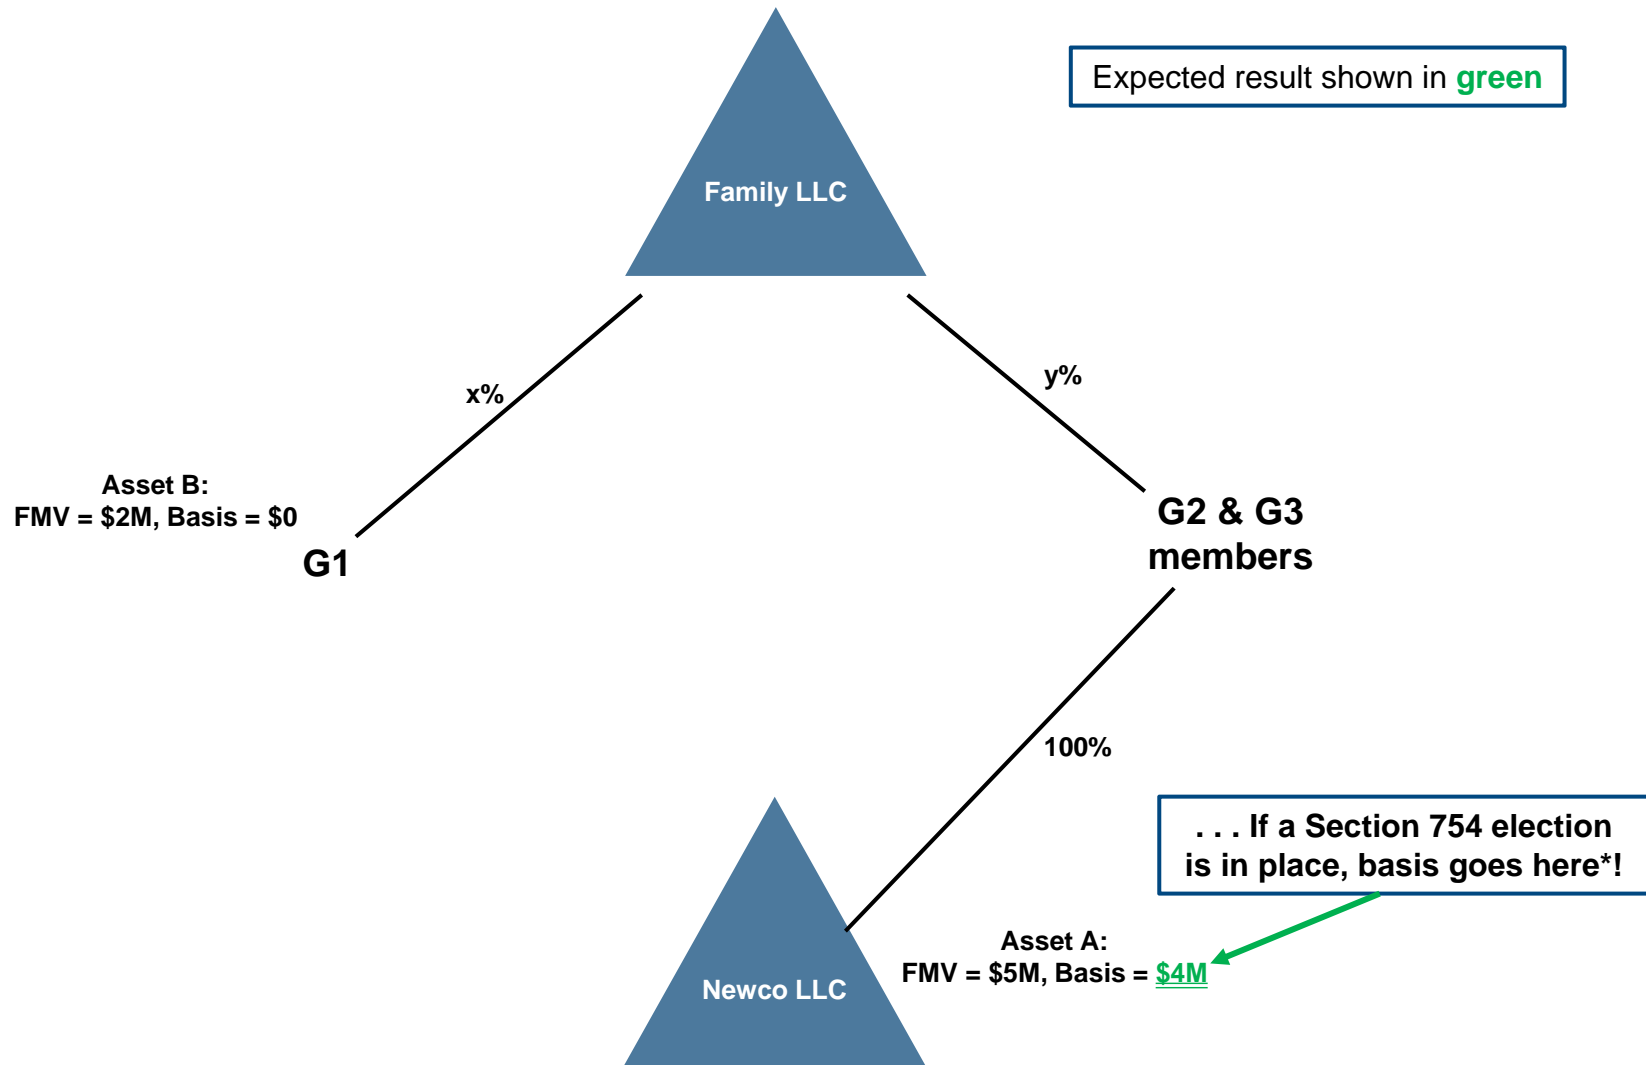 Expected result shown in green
Family LLC
x%
y%
Asset B:
FMV = $2M, Basis = $0
G1
G2 & G3
members
100%
. . . If a Section 754 election
is in place, basis goes here*!
Asset A:
FMV = $5M, Basis = $4M
Newco LLC